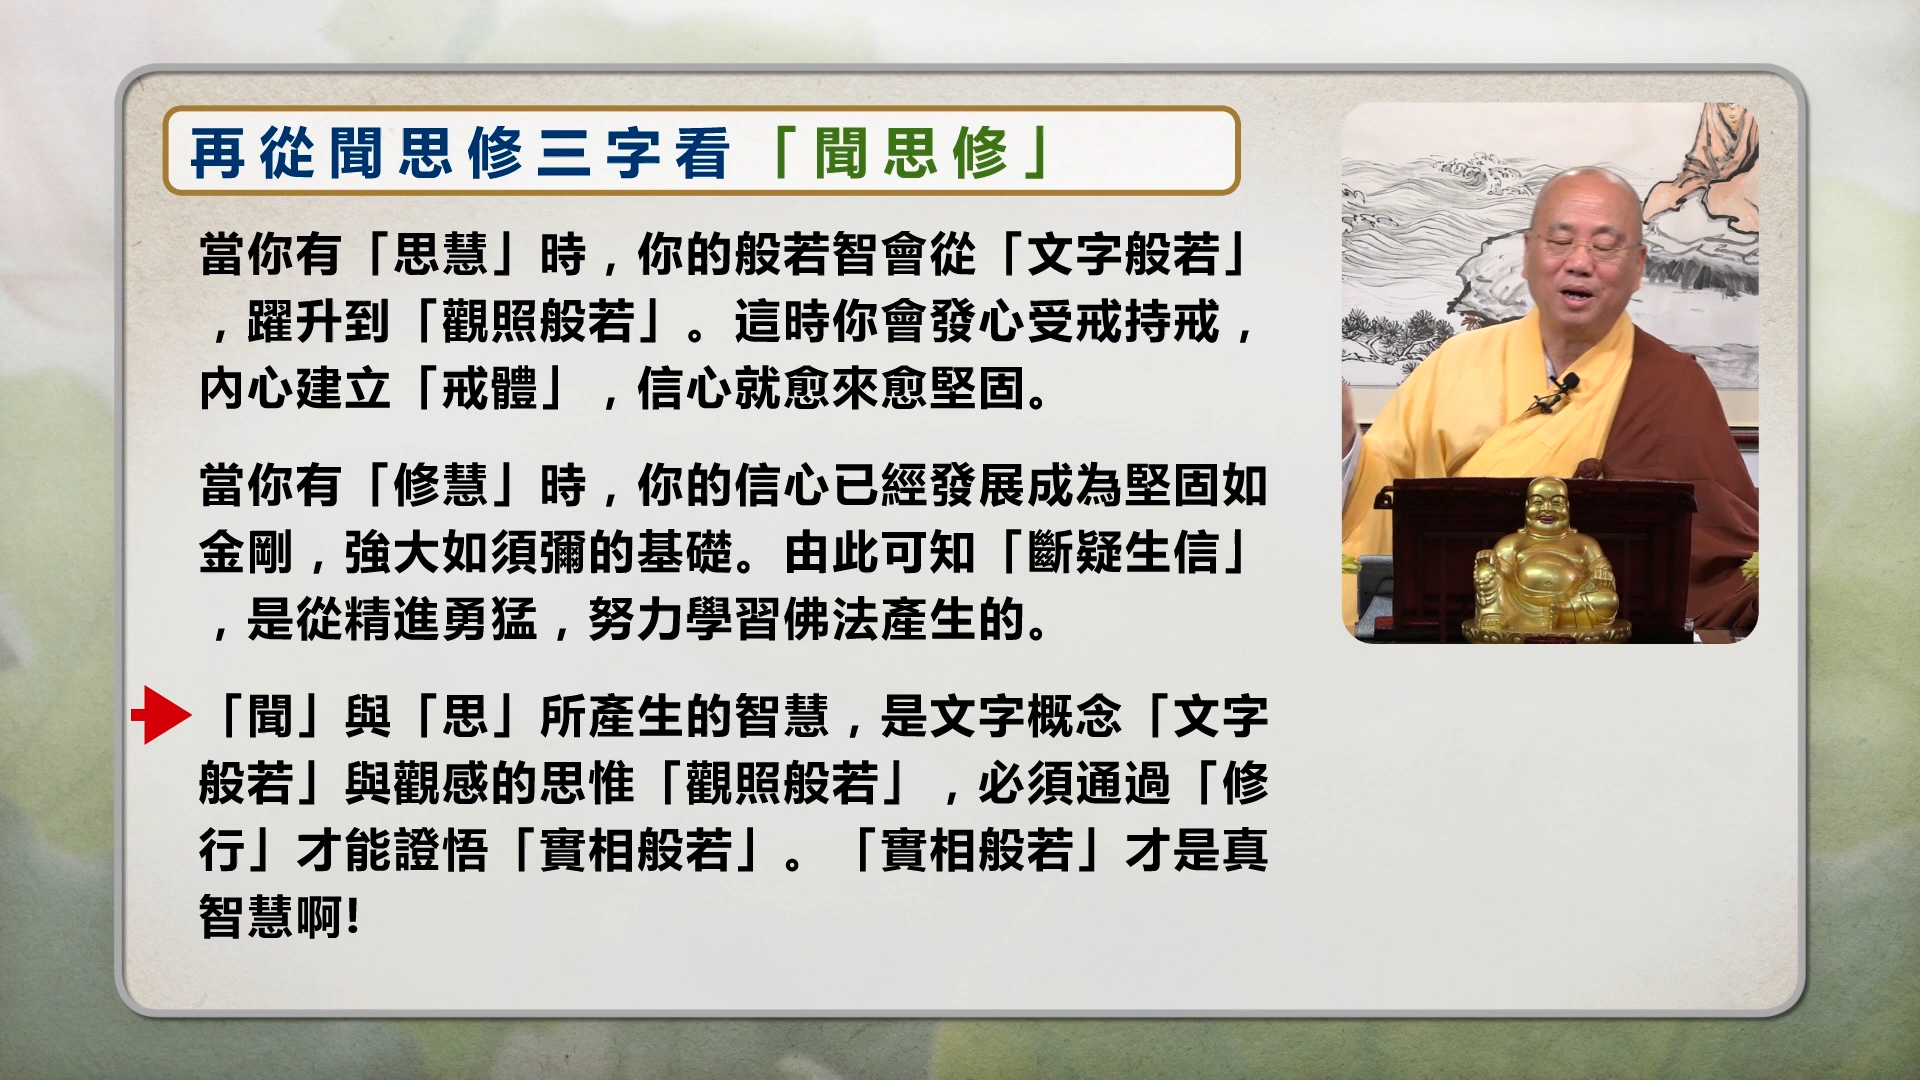 再從聞思修三字看「聞思修」
當你有「思慧」時，你的般若智會從「文字般若」
，躍升到「觀照般若」。這時你會發心受戒持戒，
內心建立「戒體」，信心就愈來愈堅固。
當你有「修慧」時，你的信心已經發展成為堅固如
金剛，強大如須彌的基礎。由此可知「斷疑生信」
，是從精進勇猛，努力學習佛法產生的。
「聞」與「思」所產生的智慧，是文字概念「文字
般若」與觀感的思惟「觀照般若」，必須通過「修
行」才能證悟「實相般若」。「實相般若」才是真
智慧啊!